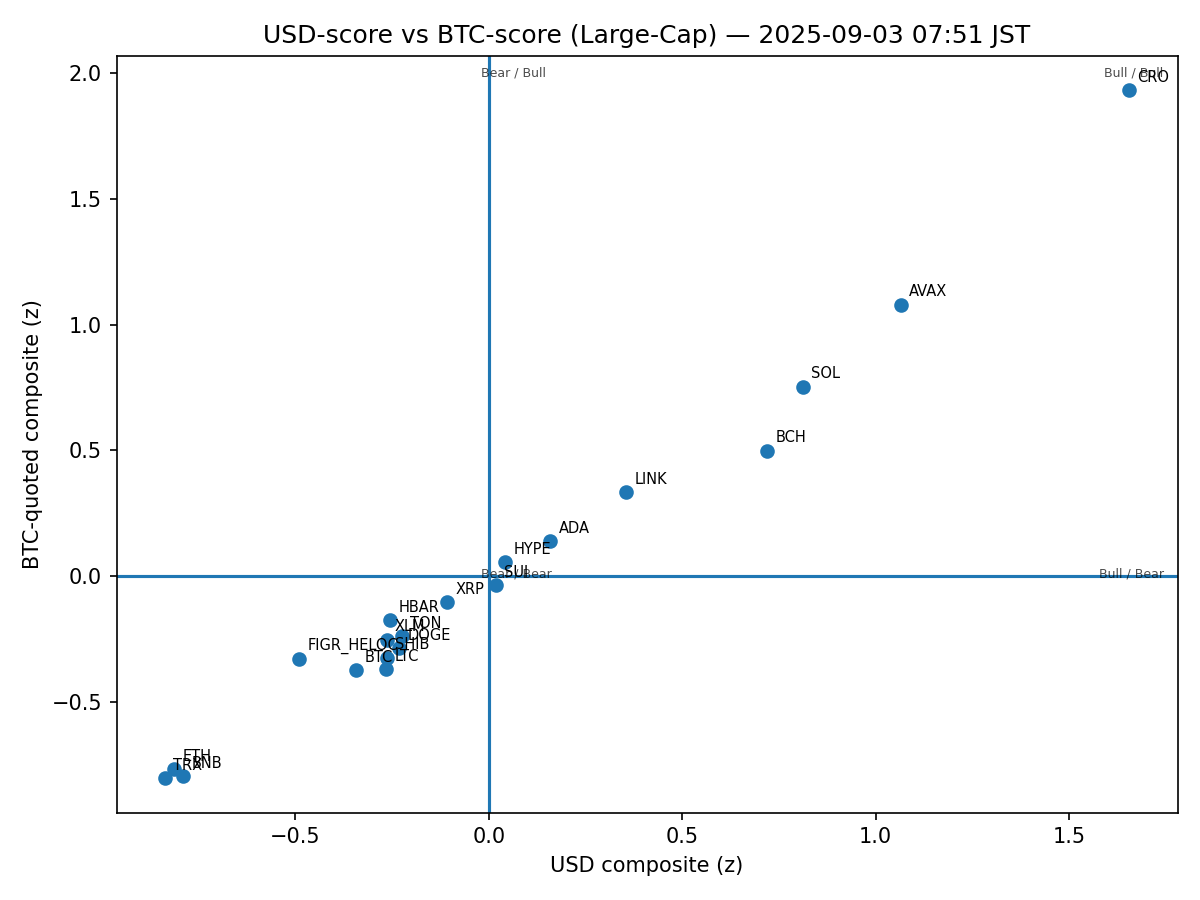 USD-score vs BTC-score (Large-Cap) — 2025-09-03 07:51 JST
2.0
1.5
1.0
0.5
0.0
−0.5
BTC-quoted composite (z)
Bear / Bull
Bull / Bull
CRO
AVAX
SOL
BCH
LINK
ADA
HYPE
SUI
Bear / Bear
Bull / Bear
XRP
HBAR
TON
XLM
DOGE
SHIB
FIGR_HELOC
BTC
LTC
ETH
BNB
TRX
−0.5
0.0
0.5
1.0
1.5
USD composite (z)